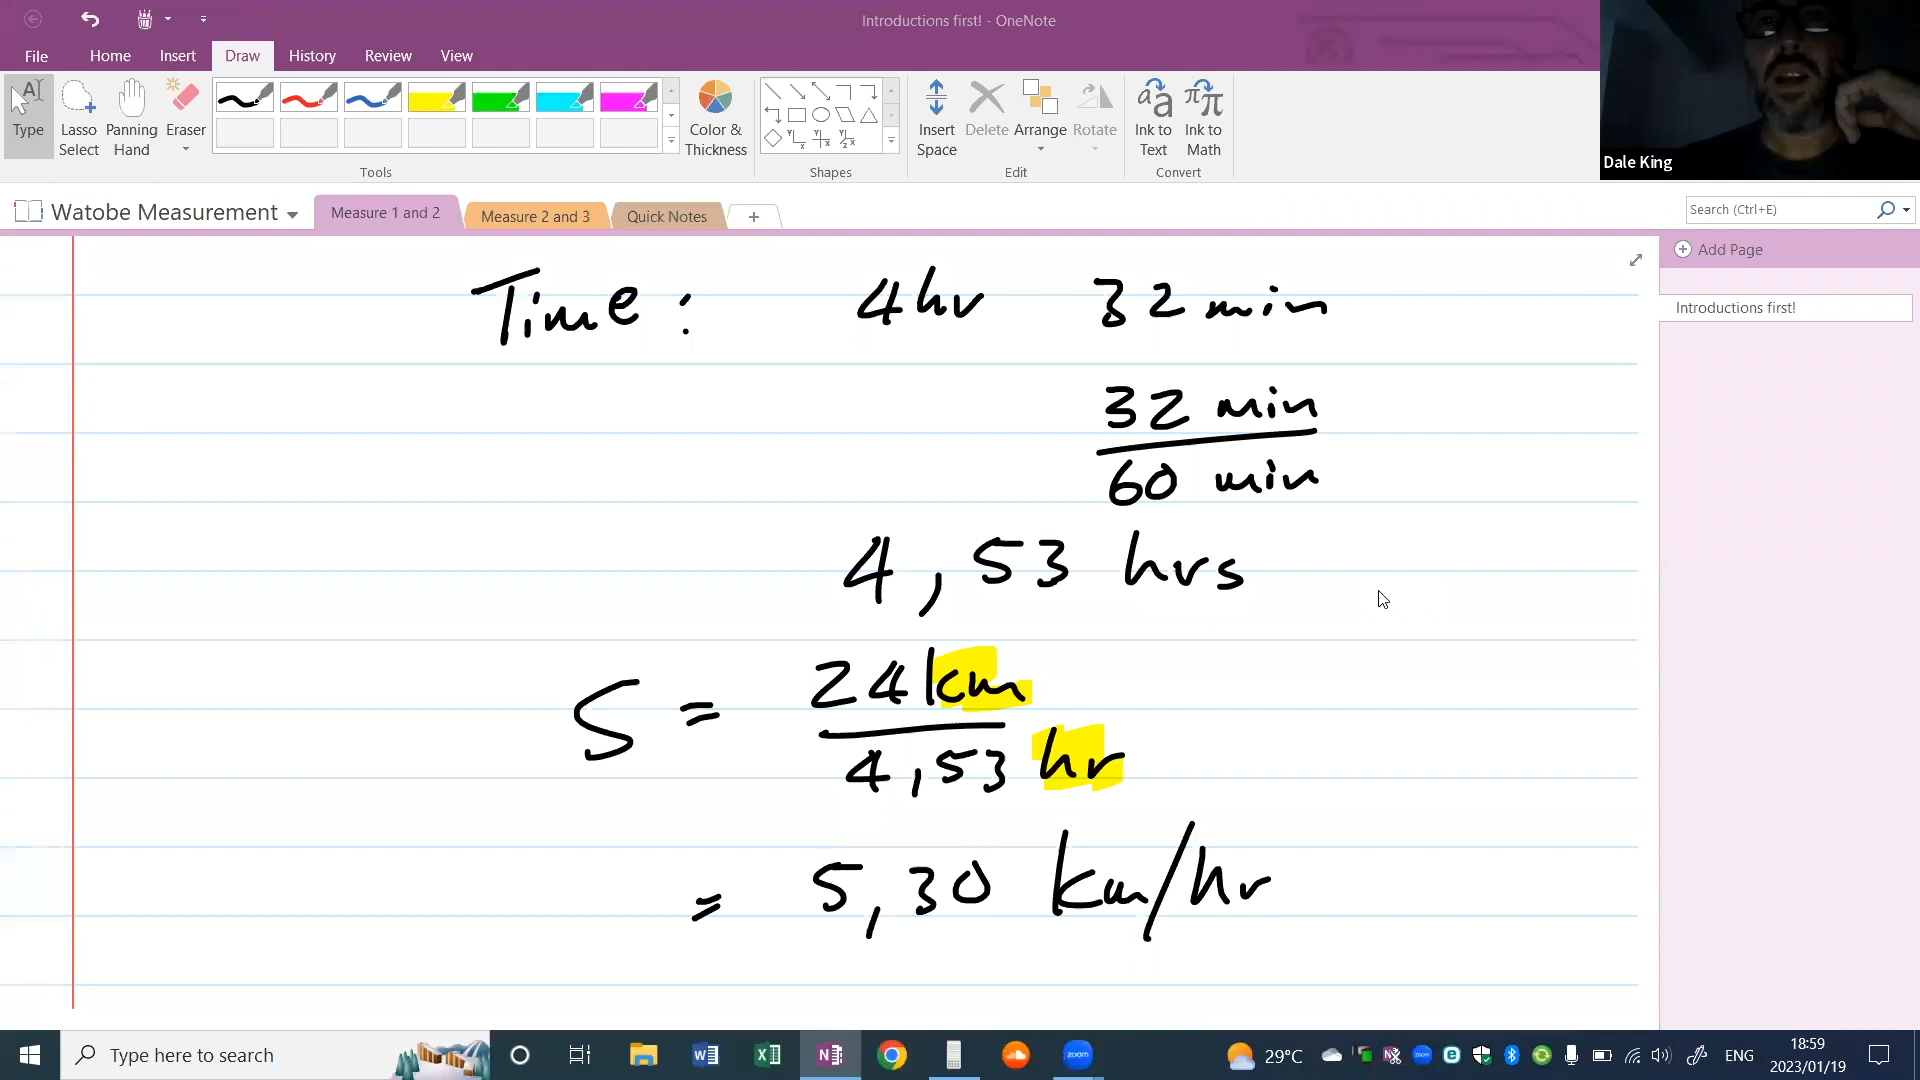 Introductions first! - OneNote
File Home Insert Draw History Review View
Type
Lasso Select
Panning Hand
Eraser
Color & Thickness
Insert Space
Delete
Arrange
Rotate
Ink to Text
Ink to Math
Tools
Shapes
Edit
Convert
Dale King
Watobe Measurement
Measure 1 and 2
Measure 2 and 3
Quick Notes
Search (Ctrl+E)
Add Page
Introductions first!
Time : 4hr 32 min
32 min
60 min
4,53 hrs
S = 24km
4,53 hr
= 5,30 km/hr
Type here to search
zoom
29°C
ENG
18:59
2023/01/19